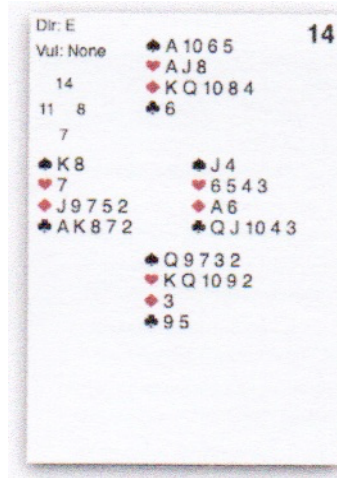 Dlr: E
14
Vul: None
♠ A 10 6 5
♥ A J 8
♦ K Q 10 8 4
♣ 6
14
11 8
7
♠ K 8
♥ 7
♦ J 9 7 5 2
♣ A K 8 7 2
♠ J 4
♥ 6 5 4 3
♦ A 6
♣ Q J 10 4 3
♠ Q 9 7 3 2
♥ K Q 10 9 2
♦ 3
♣ 9 5